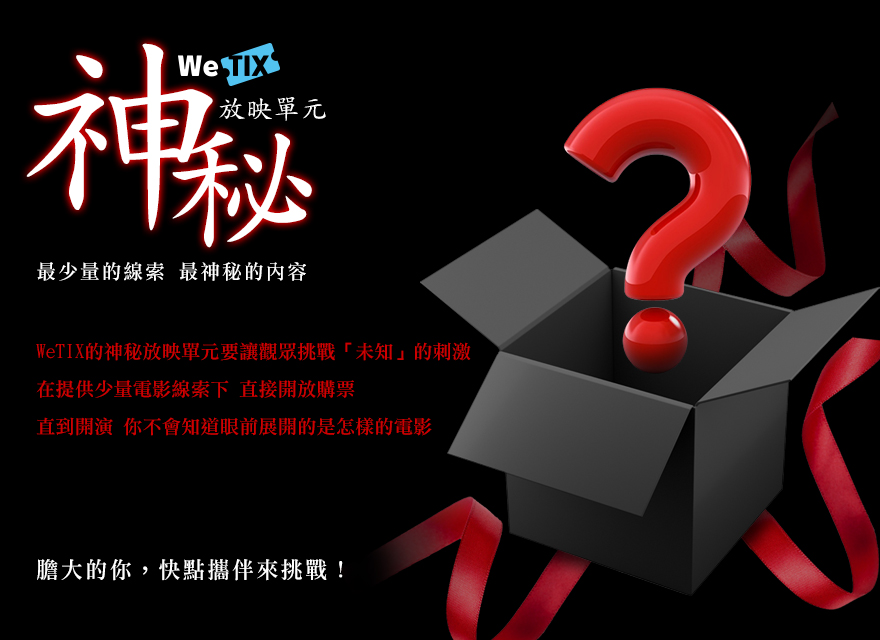 WeTIX
神秘
放映單元
最少量的線索 最神秘的內容
WeTIX的神秘放映單元要讓觀眾挑戰「未知」的刺激
在提供少量電影線索下 直接開放購票
直到開演 你不會知道眼前展開的是怎樣的電影
膽大的你，快點攜伴來挑戰！